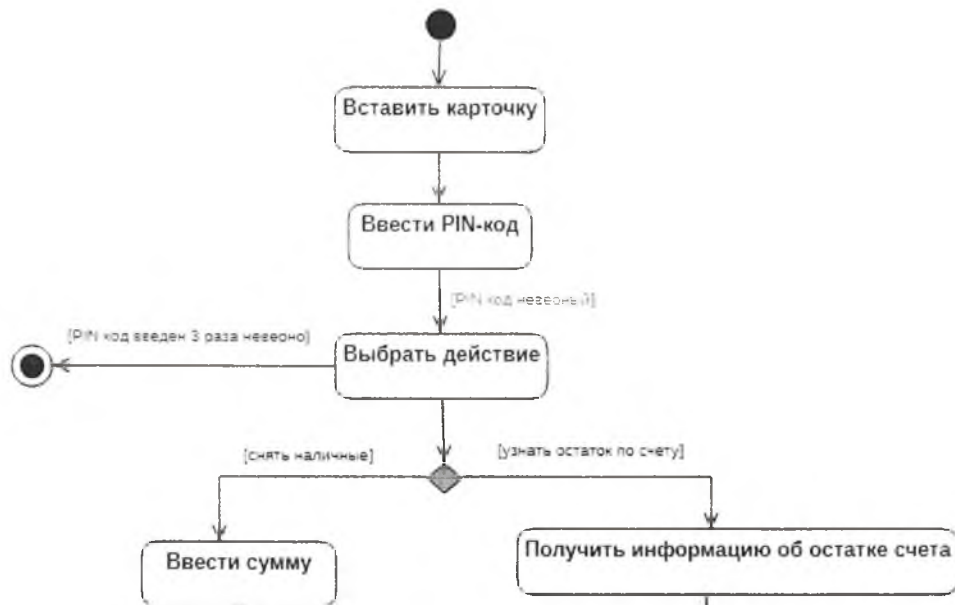 Вставить карточку
Ввести PIN-код
[PIN код неверный]
[PIN код введен 3 раза неверно]
Выбрать действие
[снять наличные]
[узнать остаток по счету]
Ввести сумму
Получить информацию об остатке счета